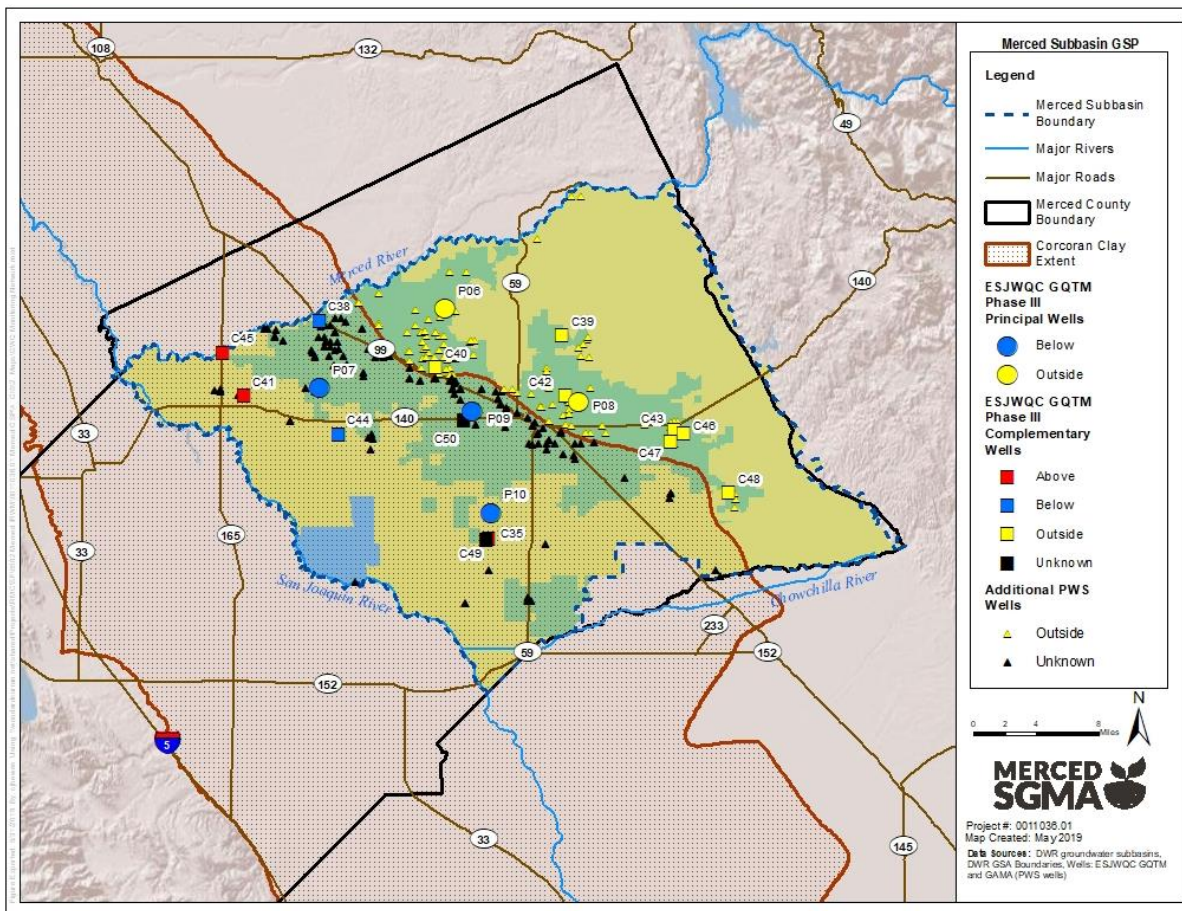 108
132
49
Merced River
59
140
P06
C38
C39
C45
99
C40
C41
P07
C42
P08
C44
140
P09
C43
C46
C50
C47
33
C48
P10
C35
C49
165
33
San Joaquin River
Chowchilla River
233
59
152
152
5
33
145
Merced Subbasin GSP
Legend
Merced Subbasin
Boundary
Major Rivers
Major Roads
Merced County
Boundary
Corcoran Clay
Extent
ESJWQC GQTM
Phase III
Principal Wells
Below
Outside
ESJWQC GQTM
Phase III
Complementary
Wells
Above
Below
Outside
Unknown
Additional PWS
Wells
Outside
Unknown
N
0 2 4 8
Miles
MERCED
SGMA
Project #: 0011036.01
Map Created: May 2019
Data Sources: DWR groundwater subbasins,
DWR GSA Boundaries, Wells: ESJWQC GQTM
and GAMA (PWS wells)